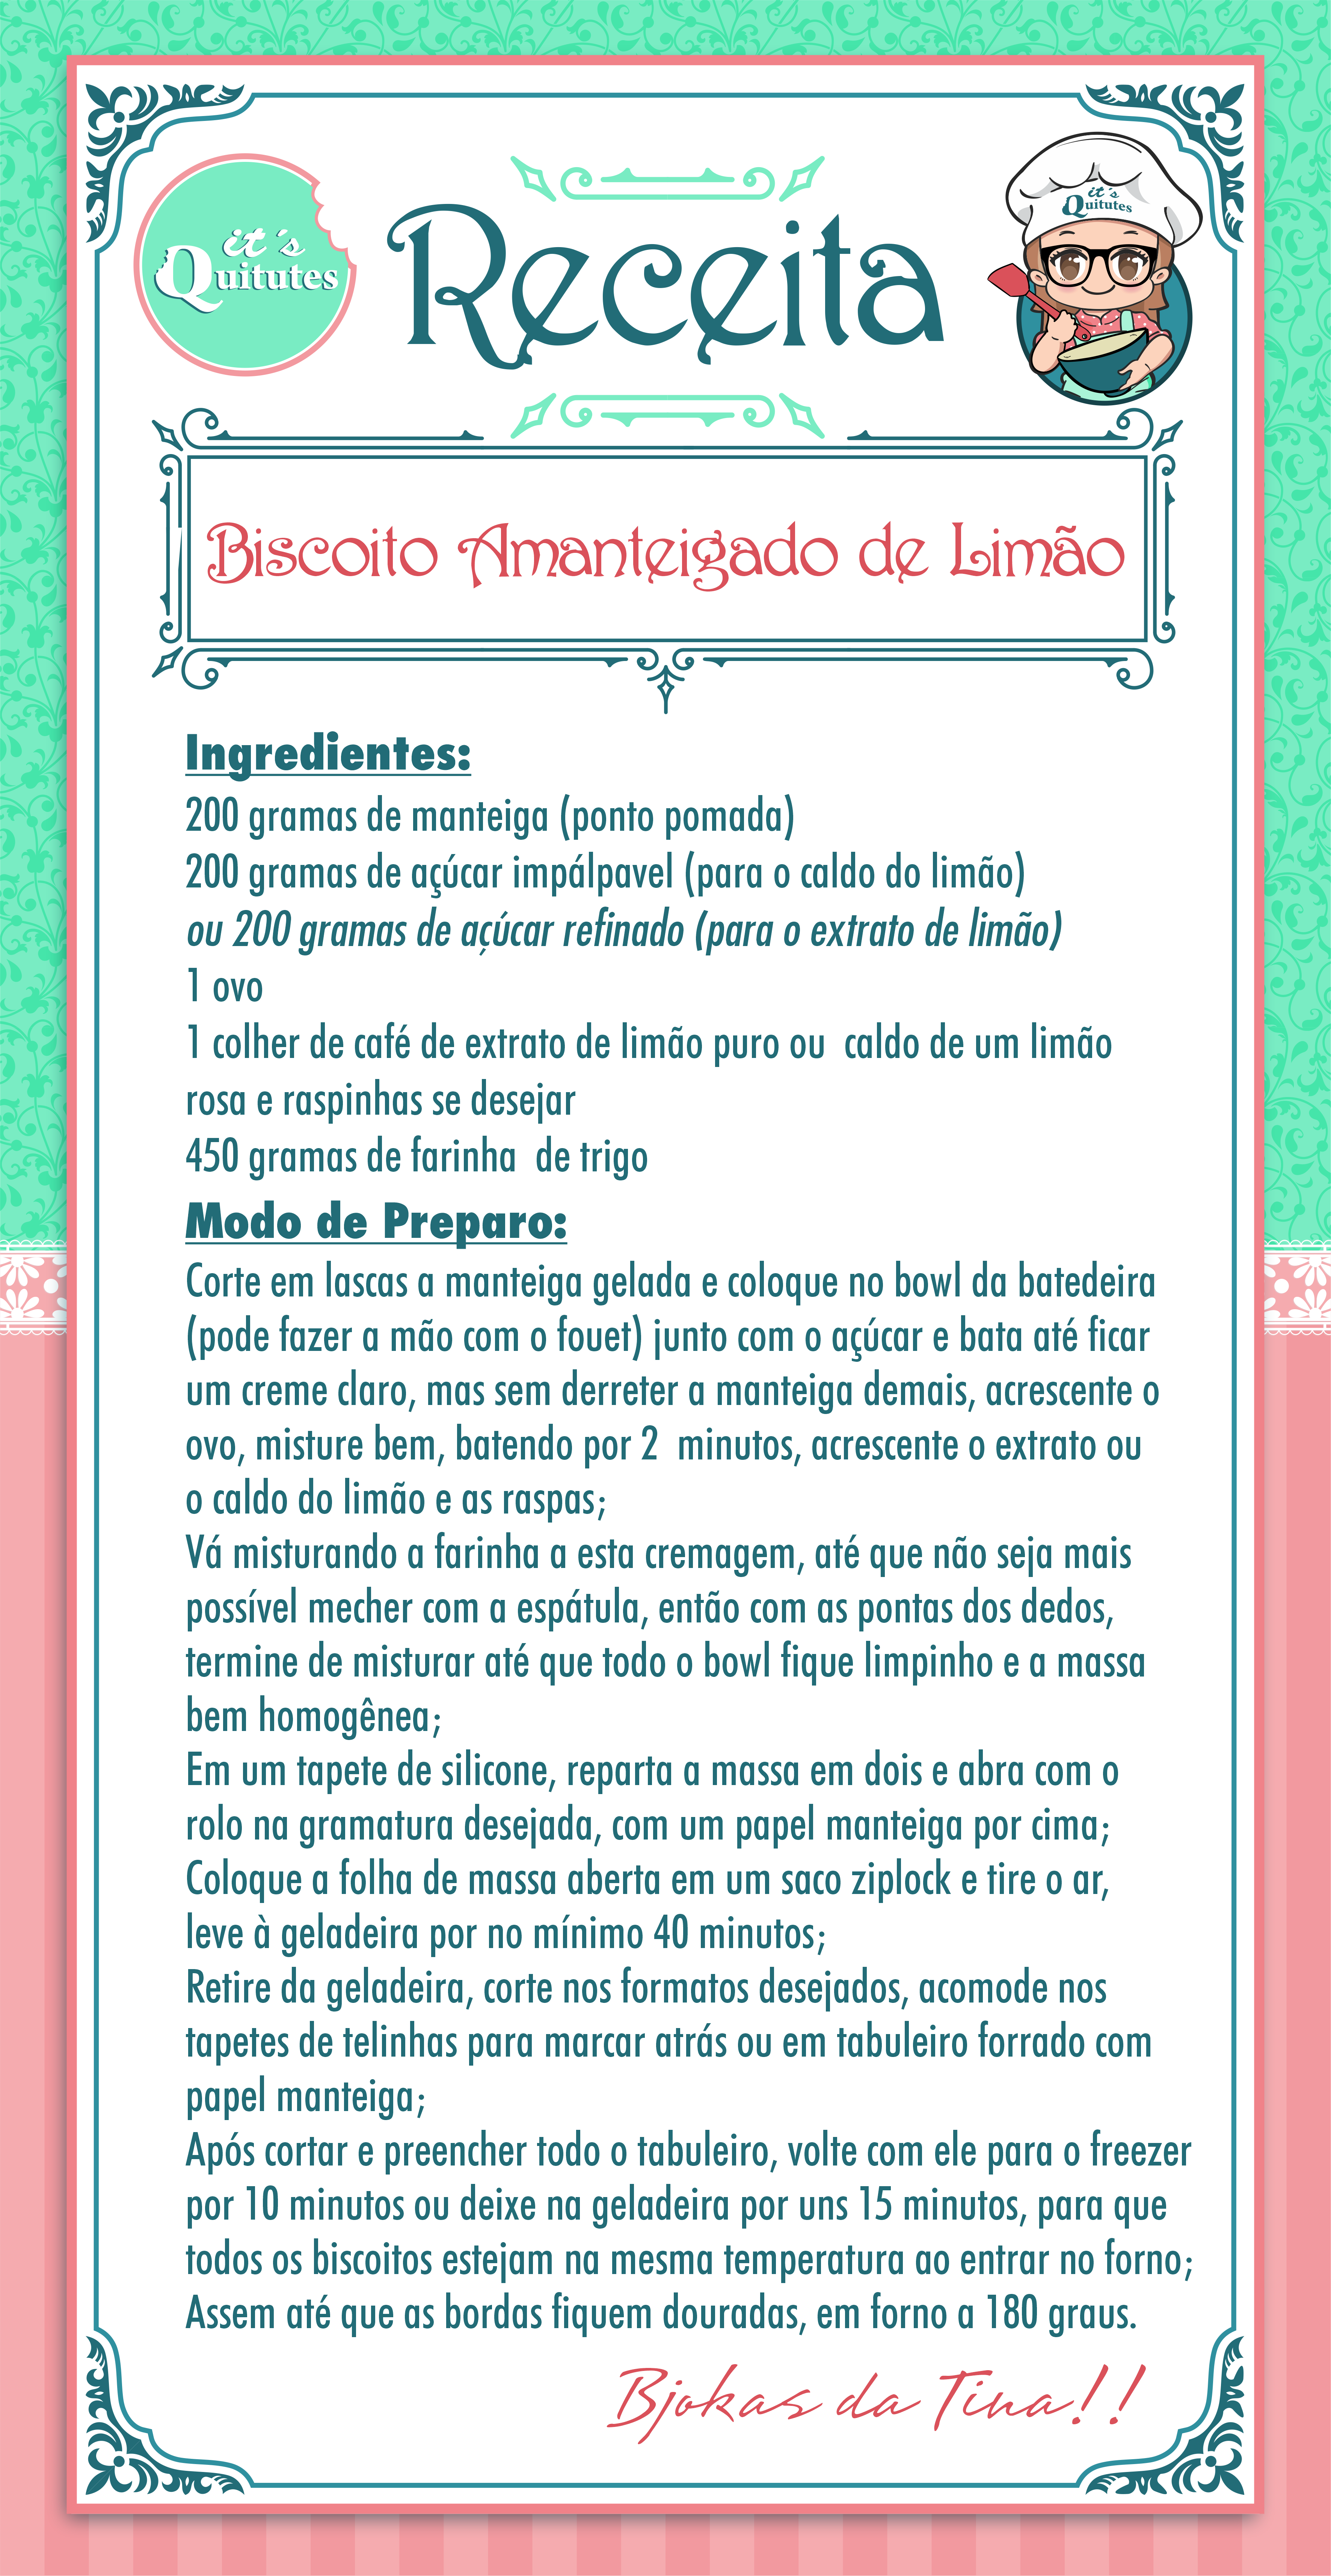 it´s
Quitutes
Receita
it´s
Quitutes
Biscoito Amanteigado de Limão
Ingredientes:
200 gramas de manteiga (ponto pomada)
200 gramas de açúcar impálpavel (para o caldo do limão)
ou 200 gramas de açúcar refinado (para o extrato de limão)
1 ovo
1 colher de café de extrato de limão puro ou  caldo de um limão
rosa e raspinhas se desejar
450 gramas de farinha  de trigo
Modo de Preparo:
Corte em lascas a manteiga gelada e coloque no bowl da batedeira
(pode fazer a mão com o fouet) junto com o açúcar e bata até ficar
um creme claro, mas sem derreter a manteiga demais, acrescente o
ovo, misture bem, batendo por 2  minutos, acrescente o extrato ou
o caldo do limão e as raspas;
Vá misturando a farinha a esta cremagem, até que não seja mais
possível mecher com a espátula, então com as pontas dos dedos,
termine de misturar até que todo o bowl fique limpinho e a massa
bem homogênea;
Em um tapete de silicone, reparta a massa em dois e abra com o
rolo na gramatura desejada, com um papel manteiga por cima;
Coloque a folha de massa aberta em um saco ziplock e tire o ar,
leve à geladeira por no mínimo 40 minutos;
Retire da geladeira, corte nos formatos desejados, acomode nos
tapetes de telinhas para marcar atrás ou em tabuleiro forrado com
papel manteiga;
Após cortar e preencher todo o tabuleiro, volte com ele para o freezer
por 10 minutos ou deixe na geladeira por uns 15 minutos, para que
todos os biscoitos estejam na mesma temperatura ao entrar no forno;
Assem até que as bordas fiquem douradas, em forno a 180 graus.
Bjokas da Tina!!